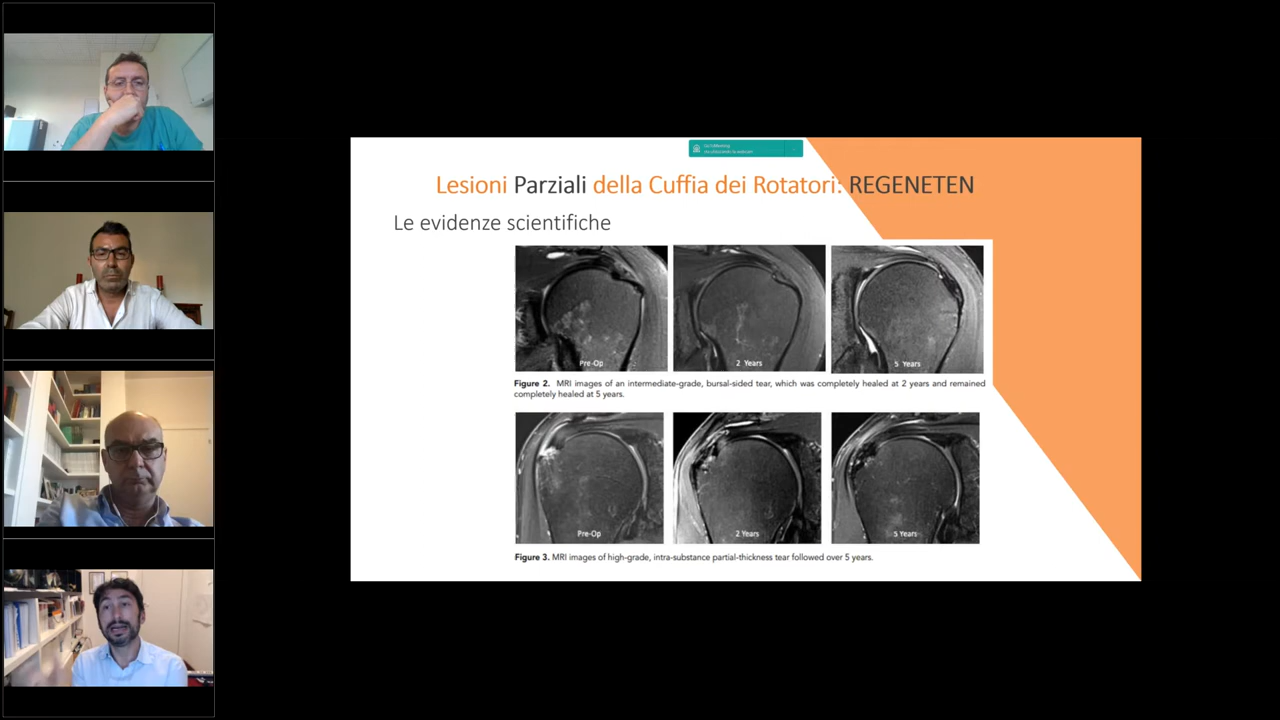 GoToMeeting
Lesioni Parziali della Cuffia dei Rotatori: REGENETEN
Le evidenze scientifiche
Pre-Op
2 Years
5 Years
Figure 2. MRI images of an intermediate-grade, bursal-sided tear, which was completely healed at 2 years and remained
completely healed at 5 years.
Pre-Op
2 Years
5 Years
Figure 3. MRI images of high-grade, intra-substance partial-thickness tear followed over 5 years.